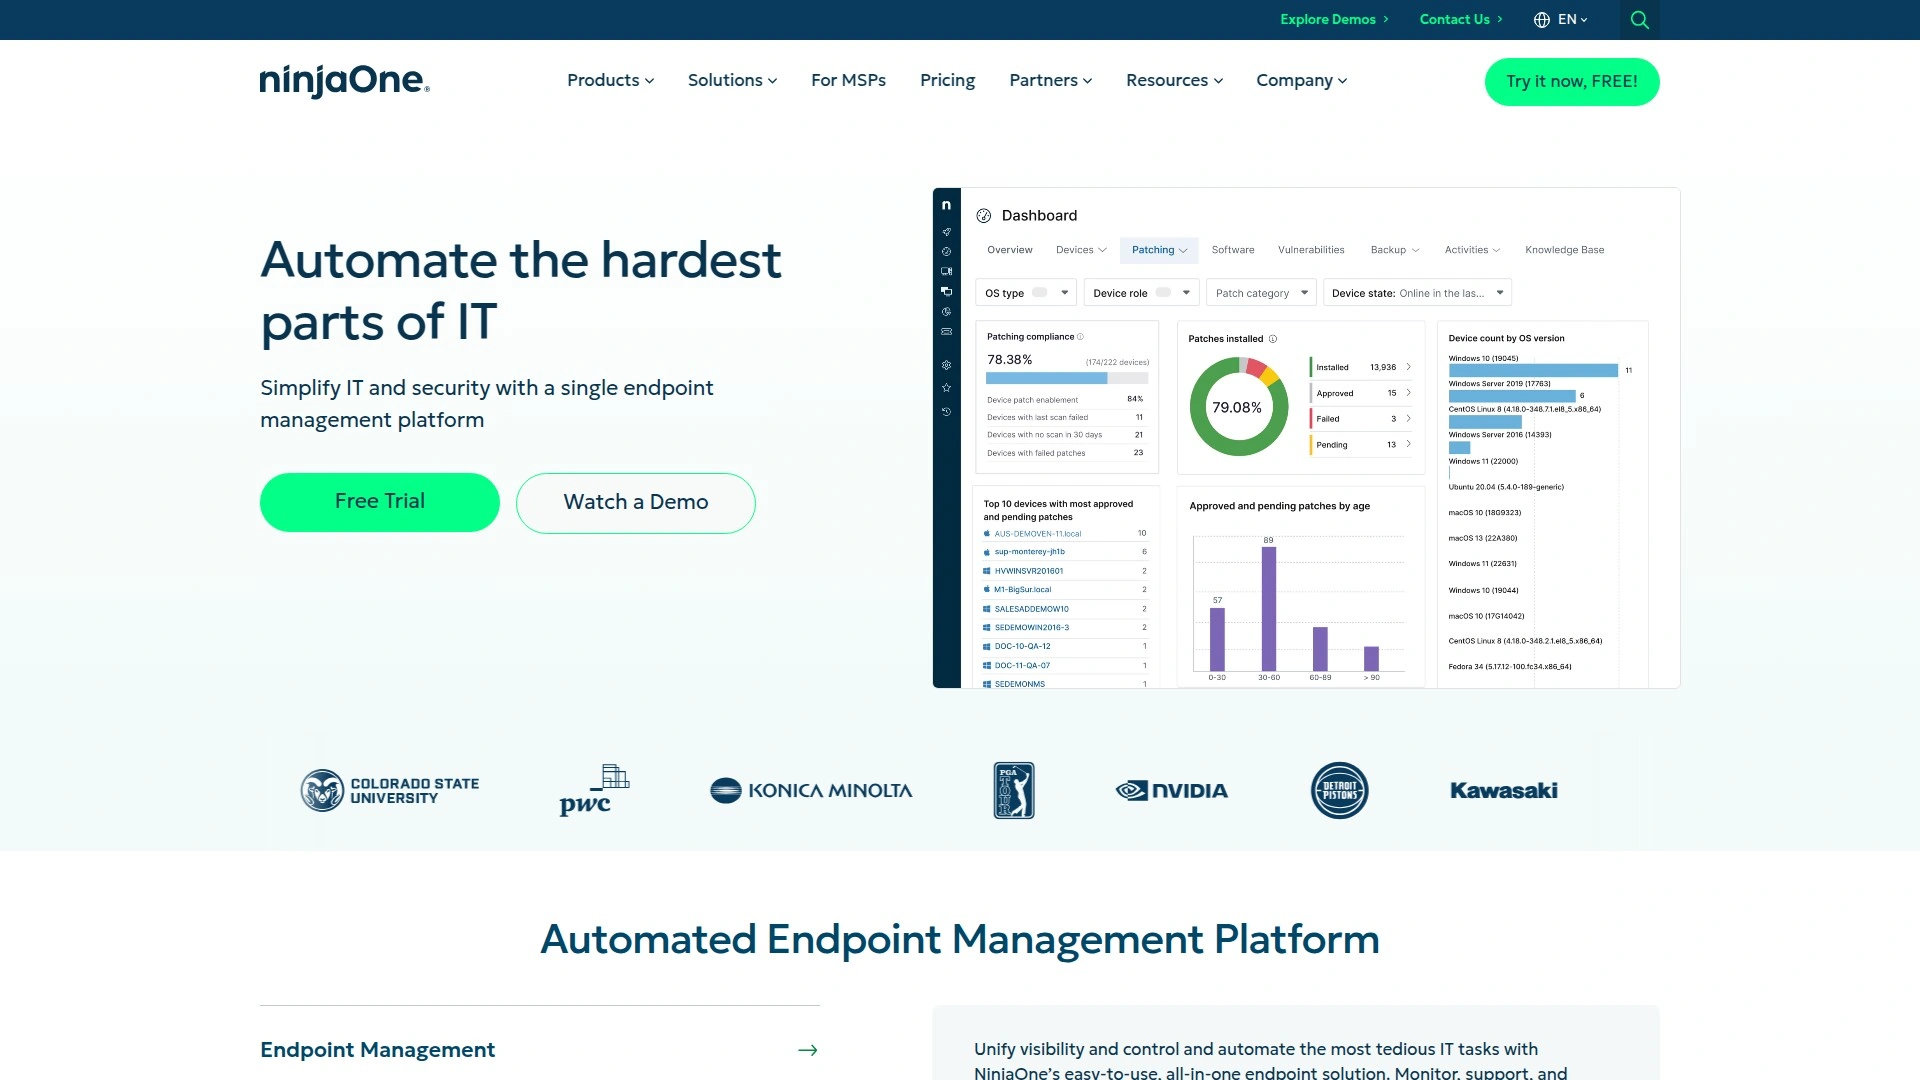 Explore Demos
Contact Us
EN
ninjaOne®
Products
Solutions
For MSPs
Pricing
Partners
Resources
Company
Try it now, FREE!
Automate the hardest
parts of IT
Simplify IT and security with a single endpoint
management platform
Free Trial
Watch a Demo
n
Dashboard
Overview
Devices
Patching
Software
Vulnerabilities
Backup
Activities
Knowledge Base
OS type
Device role
Patch category
Device state: Online in the las...
Patching compliance
78.38% (174/222 devices)
Device patch enablement 84%
Devices with last scan failed 11
Devices with no scan in 30 days 21
Devices with failed patches 23
Patches installed
79.08%
Installed 13,936
Approved 15
Failed 3
Pending 13
Device count by OS version
Windows 10 (19045)
11
Windows Server 2019 (17763)
6
CentOS Linux 8 (4.18.0-348.7.1.el8_5.x86_64)
Windows Server 2016 (14393)
Windows 11 (22000)
Ubuntu 20.04 (5.4.0-189-generic)
macOS 10 (18G9323)
macOS 13 (22A380)
Windows 11 (22631)
Windows 10 (19044)
macOS 10 (17G14042)
CentOS Linux 8 (4.18.0-348.2.1.el8_5.x86_64)
Fedora 34 (5.17.12-100.fc34.x86_64)
Top 10 devices with most approved
and pending patches
AUS-DEMOVEN-11.local 10
sup-monterey-jh1b 6
HVWINSVR201601 2
M1-BigSur.local 2
SALESADDEMOW10 2
SEDEMOWIN2016-3 2
DOC-10-QA-12 1
DOC-11-QA-07 1
SEDEMONMS 1
Approved and pending patches by age
57
89
0-30
30-60
60-89
> 90
COLORADO STATE
UNIVERSITY
pwc
KONICA MINOLTA
PGA
TOUR
NVIDIA
DETROIT
PISTONS
Kawasaki
Automated Endpoint Management Platform
Endpoint Management
Unify visibility and control and automate the most tedious IT tasks with
NinjaOne’s easy-to-use, all-in-one endpoint solution. Monitor, support, and